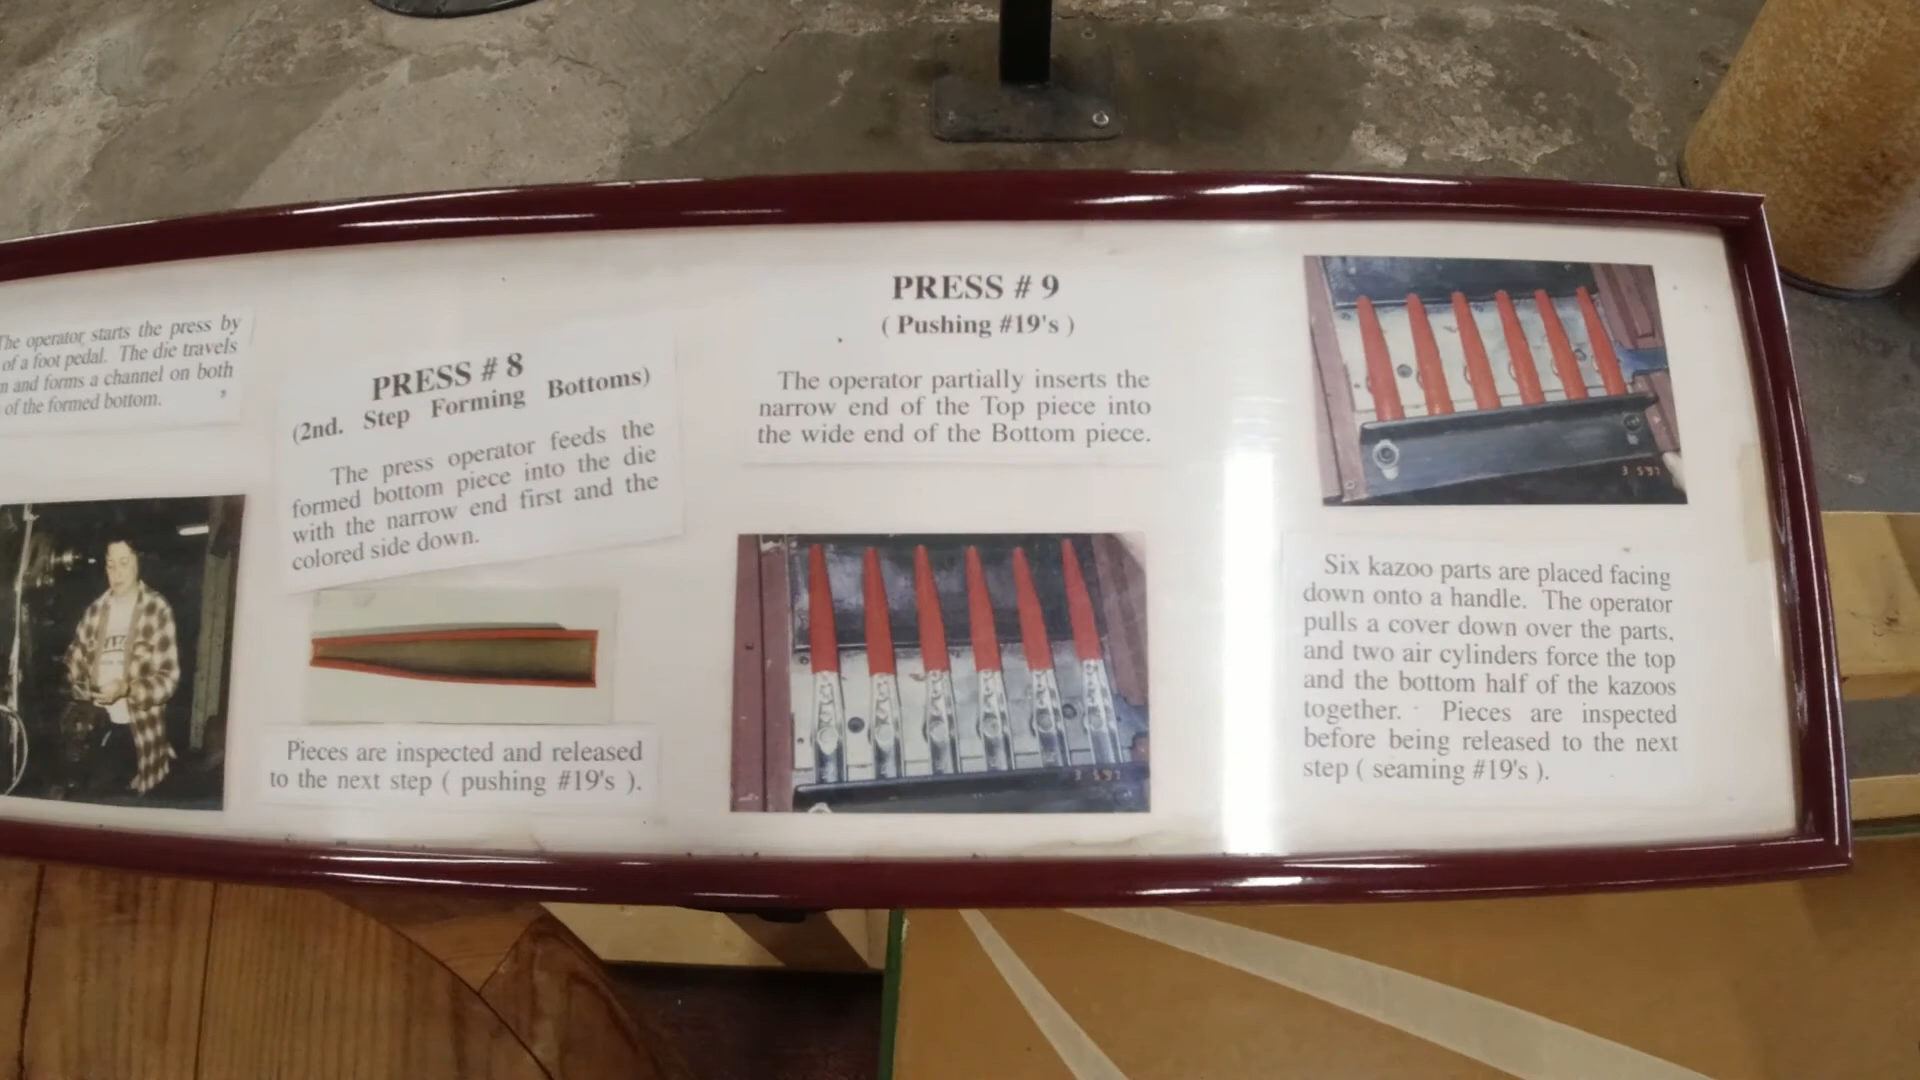 The operator starts the press by
of a foot pedal. The die travels
and forms a channel on both
of the formed bottom.
PRESS # 8
(2nd. Step Forming Bottoms)
The press operator feeds the
formed bottom piece into the die
with the narrow end first and the
colored side down.
Pieces are inspected and released
to the next step ( pushing #19's ).
PRESS # 9
( Pushing #19's )
The operator partially inserts the
narrow end of the Top piece into
the wide end of the Bottom piece.
3 5 97
3 5 97
Six kazoo parts are placed facing
down onto a handle. The operator
pulls a cover down over the parts,
and two air cylinders force the top
and the bottom half of the kazoos
together. Pieces are inspected
before being released to the next
step ( seaming #19's ).